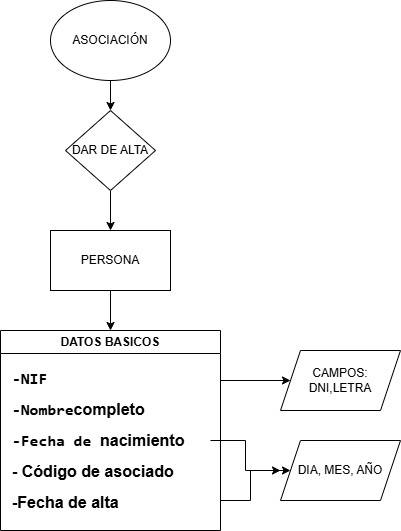 ASOCIACIÓN
DAR DE ALTA
PERSONA
DATOS BASICOS
-NIF
-Nombrecompleto
-Fecha de nacimiento
- Código de asociado
-Fecha de alta
CAMPOS:
DNI,LETRA
DIA, MES, AÑO